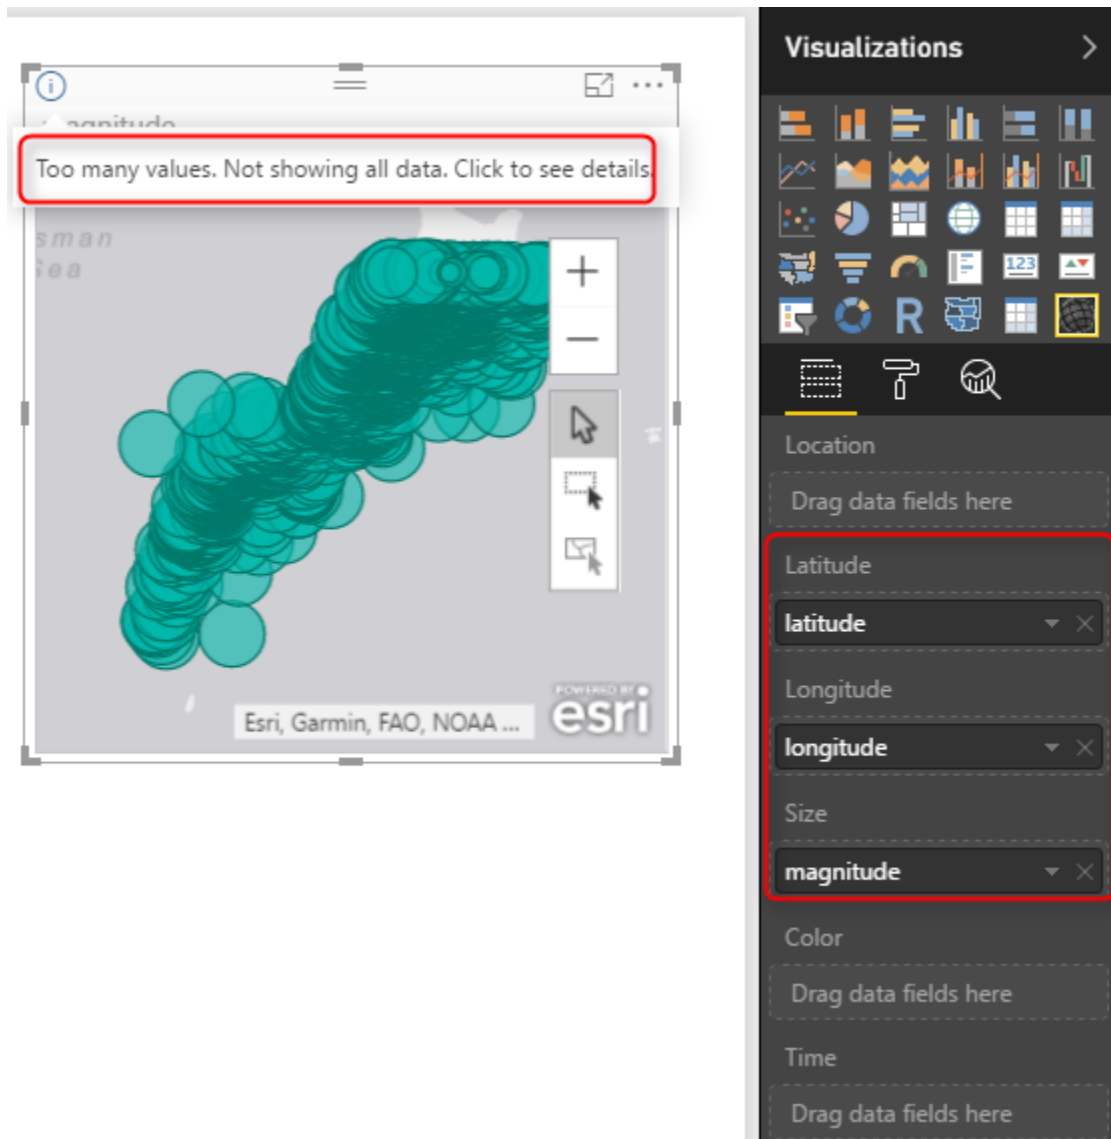 Visualizations
magnitude
Too many values. Not showing all data. Click to see details.
sman
Sea
Esri, Garmin, FAO, NOAA ...
POWERED BY
esri
123
R
Location
Drag data fields here
Latitude
latitude
Longitude
longitude
Size
magnitude
Color
Drag data fields here
Time
Drag data fields here